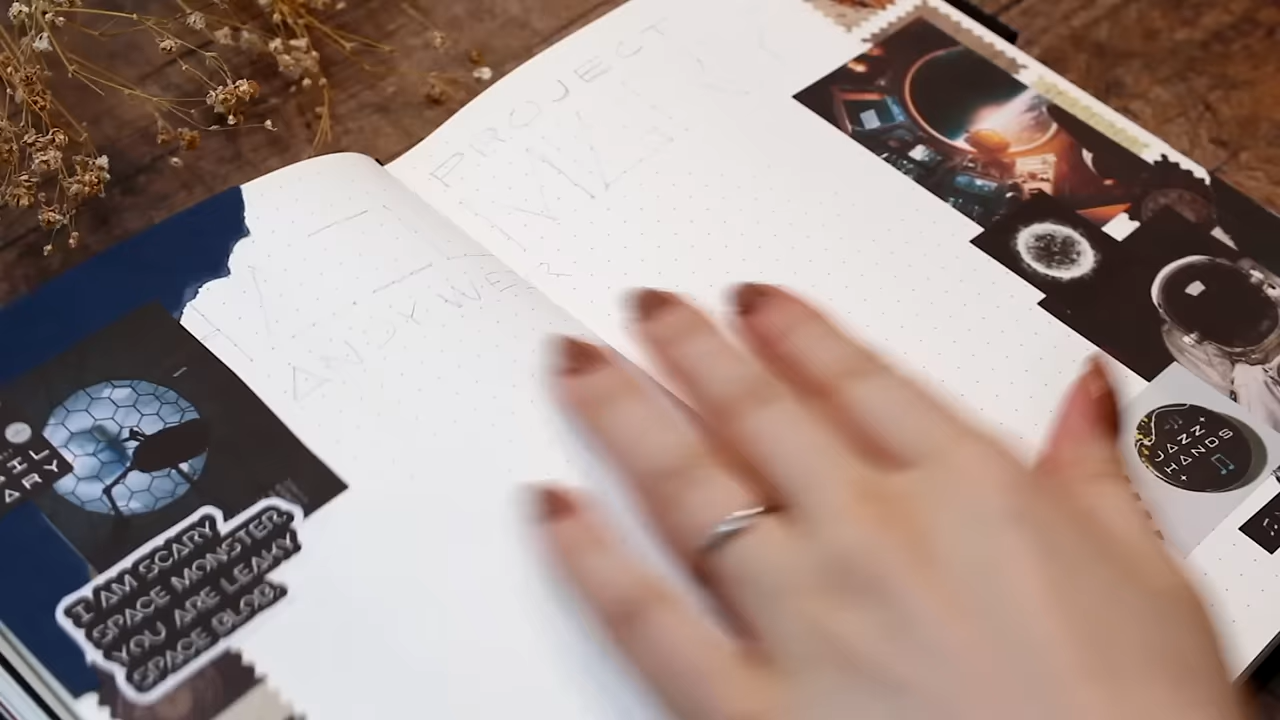 PROJECT
ANDY WEIR
I AM SCARY
SPACE MONSTER.
YOU ARE LEAKY
SPACE BLOB.
JAZZ
HANDS